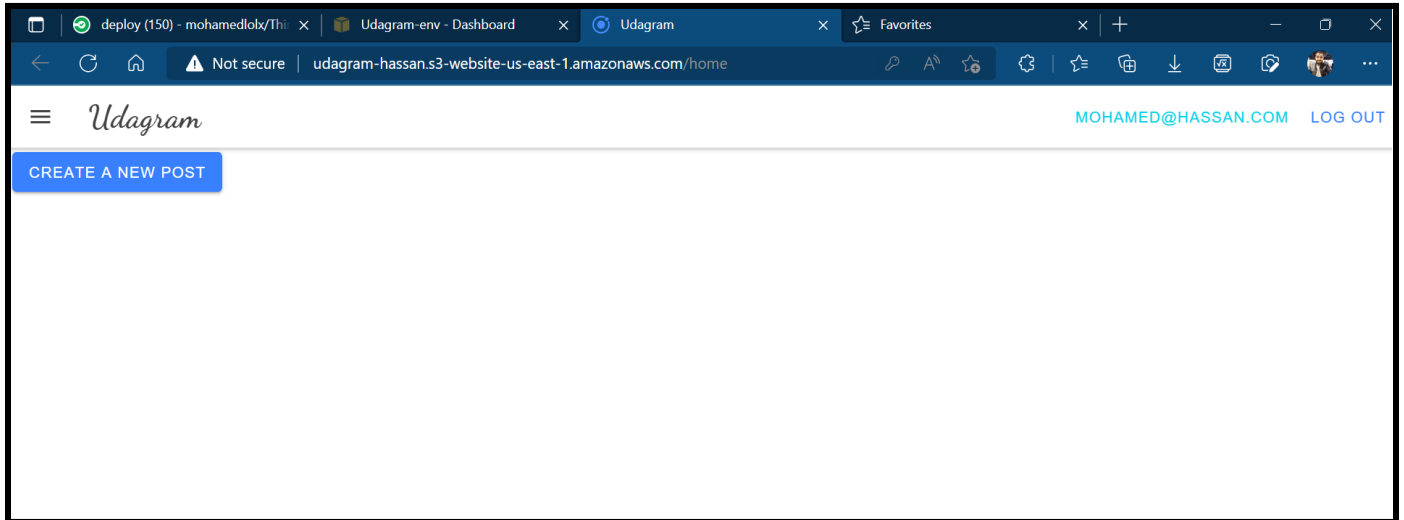 deploy (150) - mohamedlolx/Thi
Udagram-env - Dashboard
Udagram
Favorites
Not secure
udagram-hassan.s3-website-us-east-1.amazonaws.com/home
Udagram
MOHAMED@HASSAN.COM
LOG OUT
CREATE A NEW POST